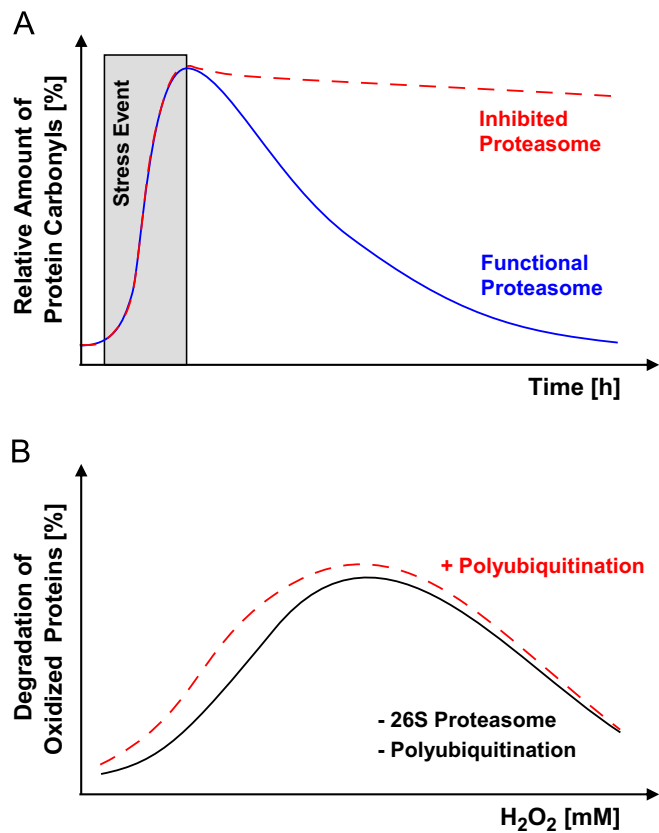 A
Relative Amount of
Protein Carbonyls [%]
Stress Event
Inhibited
Proteasome
Functional
Proteasome
Time [h]
B
Degradation of
Oxidized Proteins [%]
+ Polyubiquitination
- 26S Proteasome
- Polyubiquitination
H₂O₂ [mM]